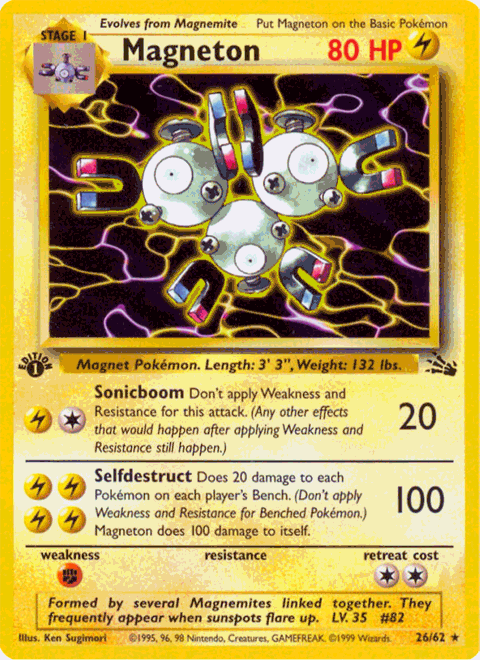 Evolves from Magnemite Put Magneton on the Basic Pokémon
STAGE 1
Magneton 80 HP
EDITION
1
Magnet Pokémon. Length: 3' 3", Weight: 132 lbs.
Sonicboom Don't apply Weakness and
Resistance for this attack. (Any other effects
that would happen after applying Weakness and
Resistance still happen.)
20
Selfdestruct Does 20 damage to each
Pokémon on each player's Bench. (Don't apply
Weakness and Resistance for Benched Pokémon.)
Magneton does 100 damage to itself.
100
weakness resistance retreat cost
Formed by several Magnemites linked together. They
frequently appear when sunspots flare up. LV. 35 #82
Illus. Ken Sugimori ©1995, 96, 98 Nintendo, Creatures, GAMEFREAK. ©1999 Wizards. 26/62 ★